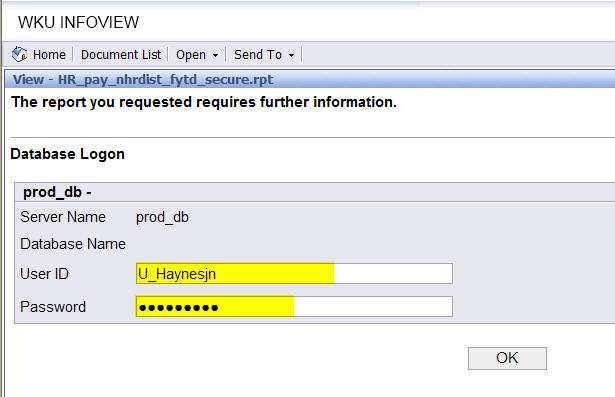 WKU INFOVIEW
Home Document List Open Send To
View - HR_pay_nhrdist_fytd_secure.rpt
The report you requested requires further information.
Database Logon
prod_db -
Server Name prod_db
Database Name
User ID U_Haynesjn
Password ●●●●●●●●●
OK